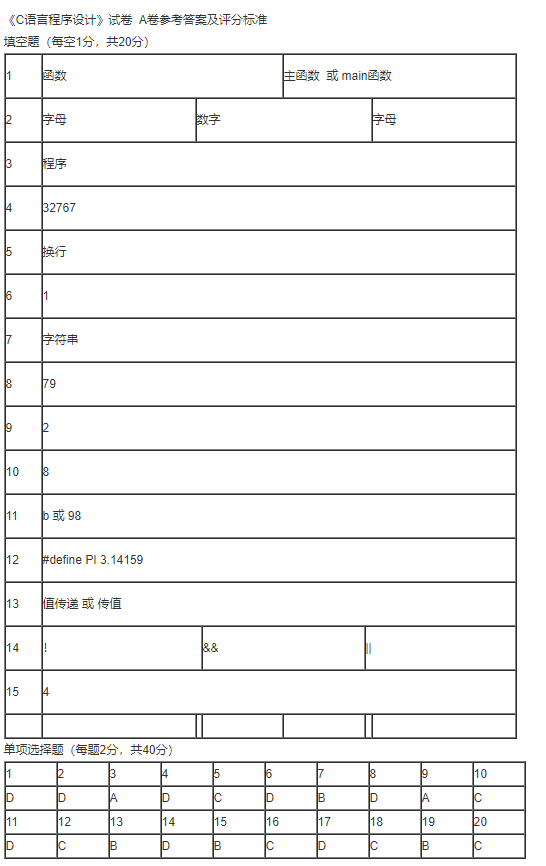 《C语言程序设计》试卷 A卷参考答案及评分标准
填空题（每空1分，共20分）
1 函数 主函数 或 main函数
2 字母 数字 字母
3 程序
4 32767
5 换行
6 1
7 字符串
8 79
9 2
10 8
11 b 或 98
12 #define PI 3.14159
13 值传递 或 传值
14 ! && ||
15 4
单项选择题（每题2分，共40分）
1 2 3 4 5 6 7 8 9 10
D D A D C D B D A C
11 12 13 14 15 16 17 18 19 20
D C B D B C D C B C